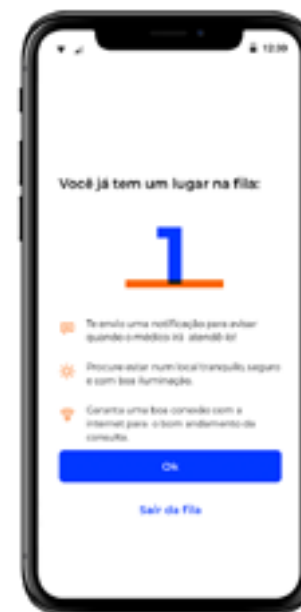 12:30
Você já tem um lugar na fila:
1
Te envio uma notificação para avisar
quando o médico irá atendê-lo!
Procure estar num local tranquilo, seguro
e com boa iluminação.
Garanta uma boa conexão com a
internet para o bom andamento da
consulta.
Ok
Sair da Fila